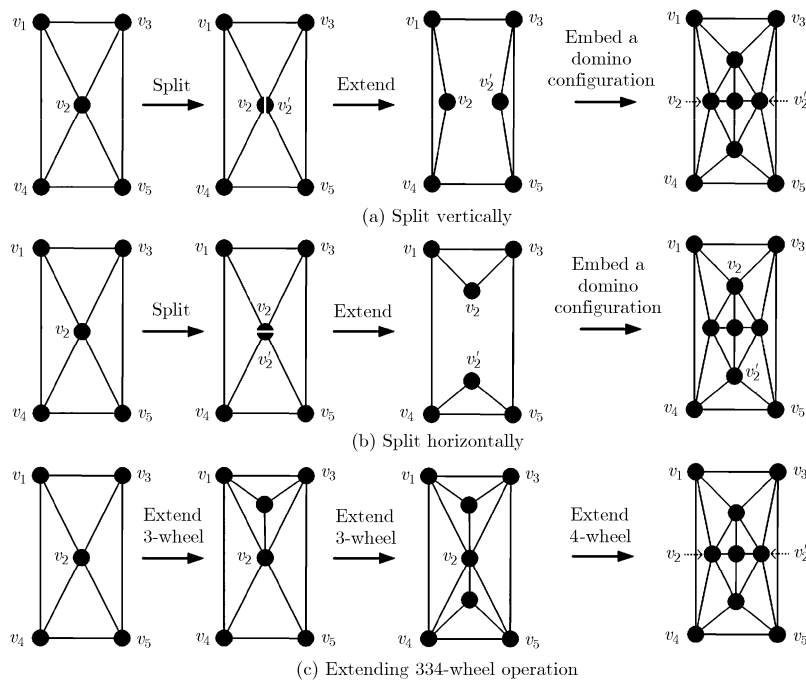 v₁ v₃ v₁ v₃ v₁ v₃ Embed a domino configuration v₁ v₃
Split Extend
v₂ v₂ v₂′ v₂ v₂′ v₂ v₂′
v₄ v₅ v₄ v₅ v₄ v₅ v₄ v₅
(a) Split vertically
v₁ v₃ v₁ v₃ v₁ v₃ Embed a domino configuration v₂ v₃
Split Extend
v₂ v₂ v₂′ v₂ v₂′ v₂′
v₄ v₅ v₄ v₅ v₄ v₅ v₄ v₅
(b) Split horizontally
v₁ v₃ v₁ v₃ v₁ v₃ v₁ v₃
Extend 3-wheel Extend 3-wheel Extend 4-wheel
v₂ v₂ v₂ v₂ v₂′
v₄ v₅ v₄ v₅ v₄ v₅ v₄ v₅
(c) Extending 334-wheel operation